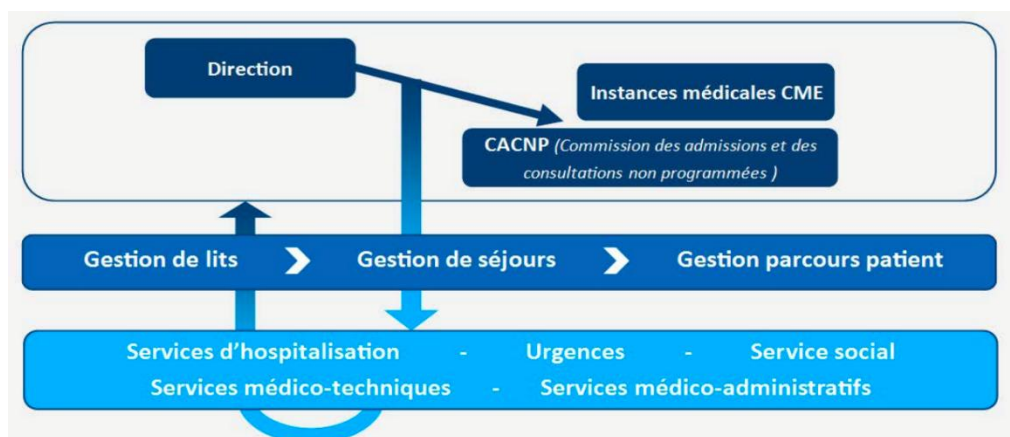 Direction
Instances médicales CME
CACNP (Commission des admissions et des
consultations non programmées )
Gestion de lits
Gestion de séjours
Gestion parcours patient
Services d’hospitalisation - Urgences - Service social
Services médico-techniques - Services médico-administratifs